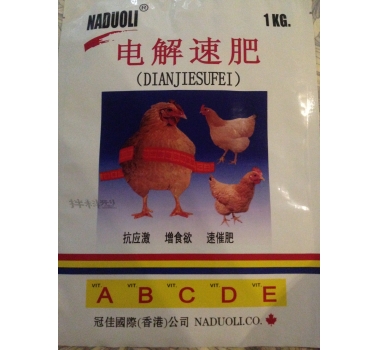 NADUOLI® 1 KG.
电解速肥
(DIANJIESUFEI)
抗应激 增食欲 速催肥
VIT. A VIT. B VIT. C VIT. D VIT. E
冠佳國際(香港)公司 NADUOLI.CO.